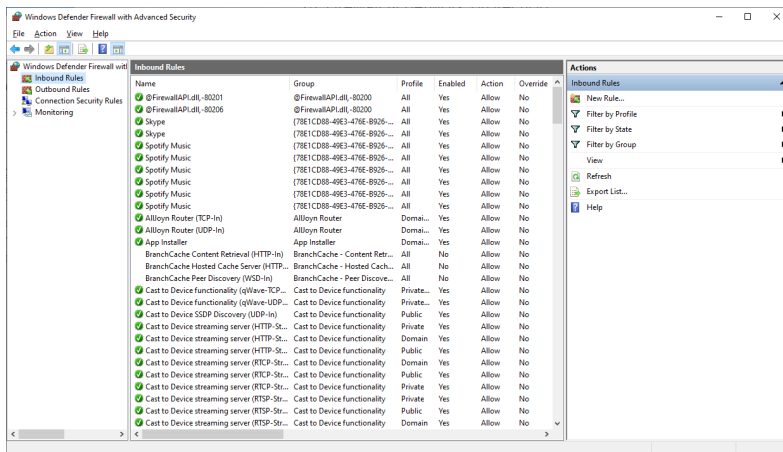 Windows Defender Firewall with Advanced Security
File Action View Help
Windows Defender Firewall with
Inbound Rules
Outbound Rules
Connection Security Rules
Monitoring
Inbound Rules
Name Group Profile Enabled Action Override
@FirewallAPI.dll,-80201 @FirewallAPI.dll,-80200 All Yes Allow No
@FirewallAPI.dll,-80206 @FirewallAPI.dll,-80200 All Yes Allow No
Skype {78E1CD88-49E3-476E-B926-... All Yes Allow No
Skype {78E1CD88-49E3-476E-B926-... All Yes Allow No
Spotify Music {78E1CD88-49E3-476E-B926-... All Yes Allow No
Spotify Music {78E1CD88-49E3-476E-B926-... All Yes Allow No
Spotify Music {78E1CD88-49E3-476E-B926-... All Yes Allow No
Spotify Music {78E1CD88-49E3-476E-B926-... All Yes Allow No
Spotify Music {78E1CD88-49E3-476E-B926-... All Yes Allow No
AllJoyn Router (TCP-In) AllJoyn Router Domai... Yes Allow No
AllJoyn Router (UDP-In) AllJoyn Router Domai... Yes Allow No
App Installer App Installer Domai... Yes Allow No
BranchCache Content Retrieval (HTTP-In) BranchCache - Content Retr... All No Allow No
BranchCache Hosted Cache Server (HTTP... BranchCache - Hosted Cach... All No Allow No
BranchCache Peer Discovery (WSD-In) BranchCache - Peer Discove... All No Allow No
Cast to Device functionality (qWave-TCP... Cast to Device functionality Private... Yes Allow No
Cast to Device functionality (qWave-UDP... Cast to Device functionality Private... Yes Allow No
Cast to Device SSDP Discovery (UDP-In) Cast to Device functionality Public Yes Allow No
Cast to Device streaming server (HTTP-St... Cast to Device functionality Private Yes Allow No
Cast to Device streaming server (HTTP-St... Cast to Device functionality Domain Yes Allow No
Cast to Device streaming server (HTTP-St... Cast to Device functionality Public Yes Allow No
Cast to Device streaming server (RTCP-Str... Cast to Device functionality Domain Yes Allow No
Cast to Device streaming server (RTCP-Str... Cast to Device functionality Public Yes Allow No
Cast to Device streaming server (RTCP-Str... Cast to Device functionality Private Yes Allow No
Cast to Device streaming server (RTSP-Str... Cast to Device functionality Private Yes Allow No
Cast to Device streaming server (RTSP-Str... Cast to Device functionality Public Yes Allow No
Cast to Device streaming server (RTSP-Str... Cast to Device functionality Domain Yes Allow No
Actions
Inbound Rules
New Rule...
Filter by Profile
Filter by State
Filter by Group
View
Refresh
Export List...
Help